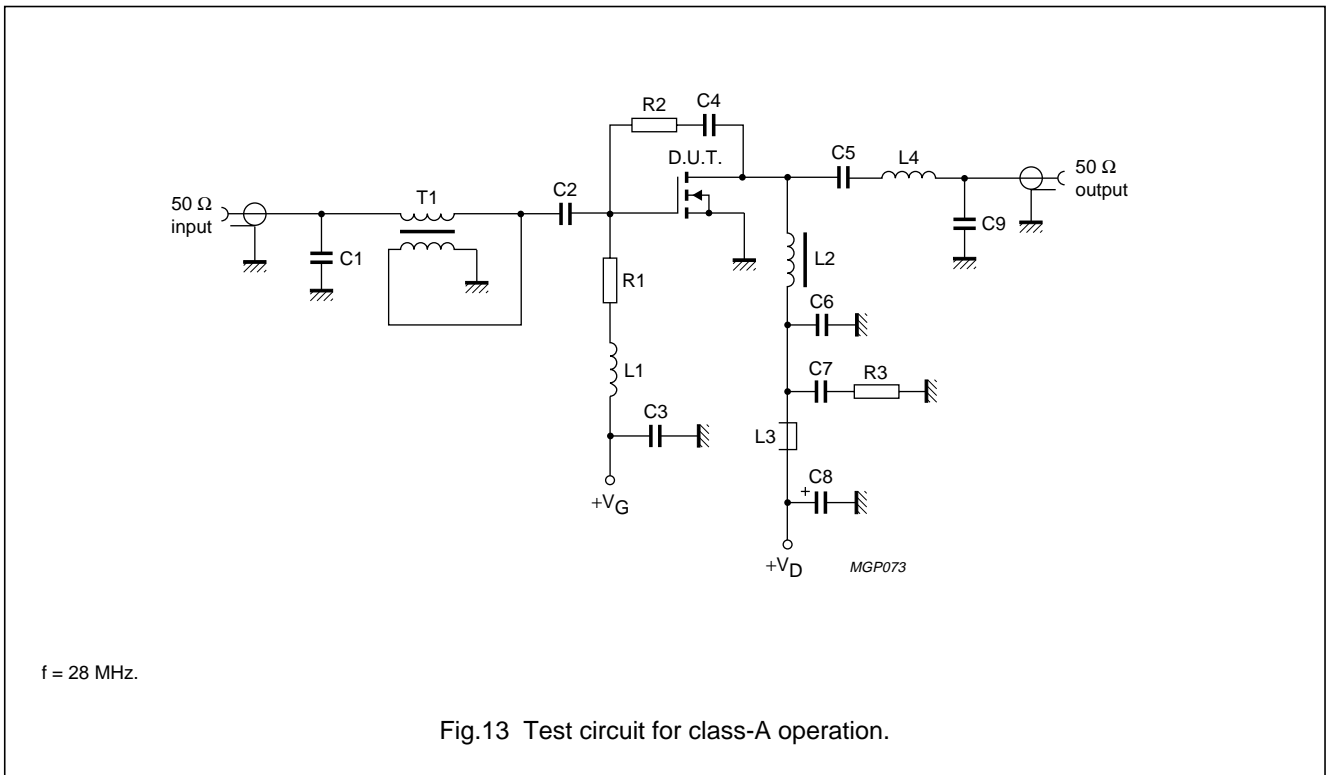 R2
C4
D.U.T.
C5
L4
50 Ω
output
50 Ω
input
T1
C2
C9
C1
L2
R1
C6
L1
C7
R3
C3
L3
+
C8
+VG
+VD
MGP073
f = 28 MHz.
Fig.13 Test circuit for class-A operation.